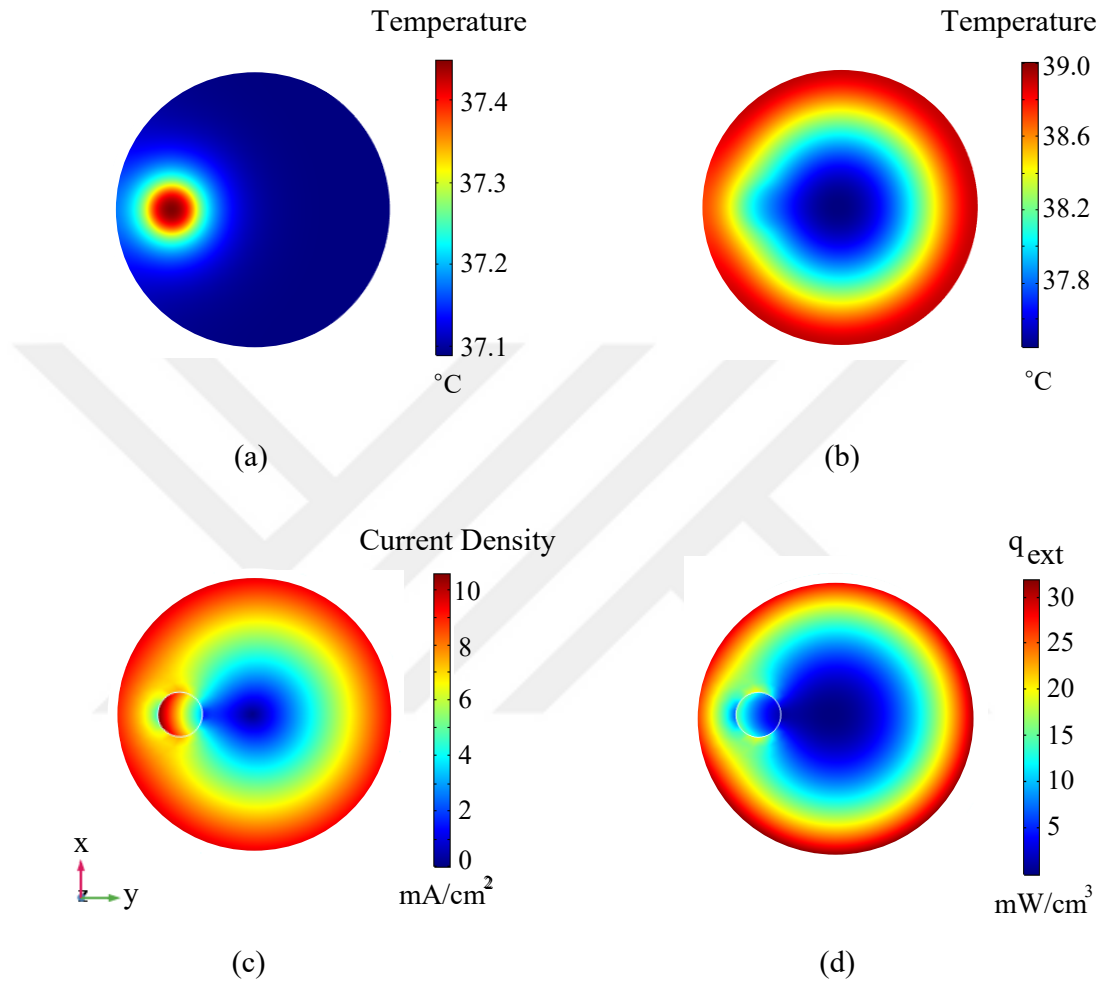 Temperature
37.4
37.3
37.2
37.1
°C
(a)
Temperature
39.0
38.6
38.2
37.8
°C
(b)
Current Density
10
8
6
4
2
0
mA/cm²
x
z
y
(c)
q_ext
30
25
20
15
10
5
mW/cm³
(d)